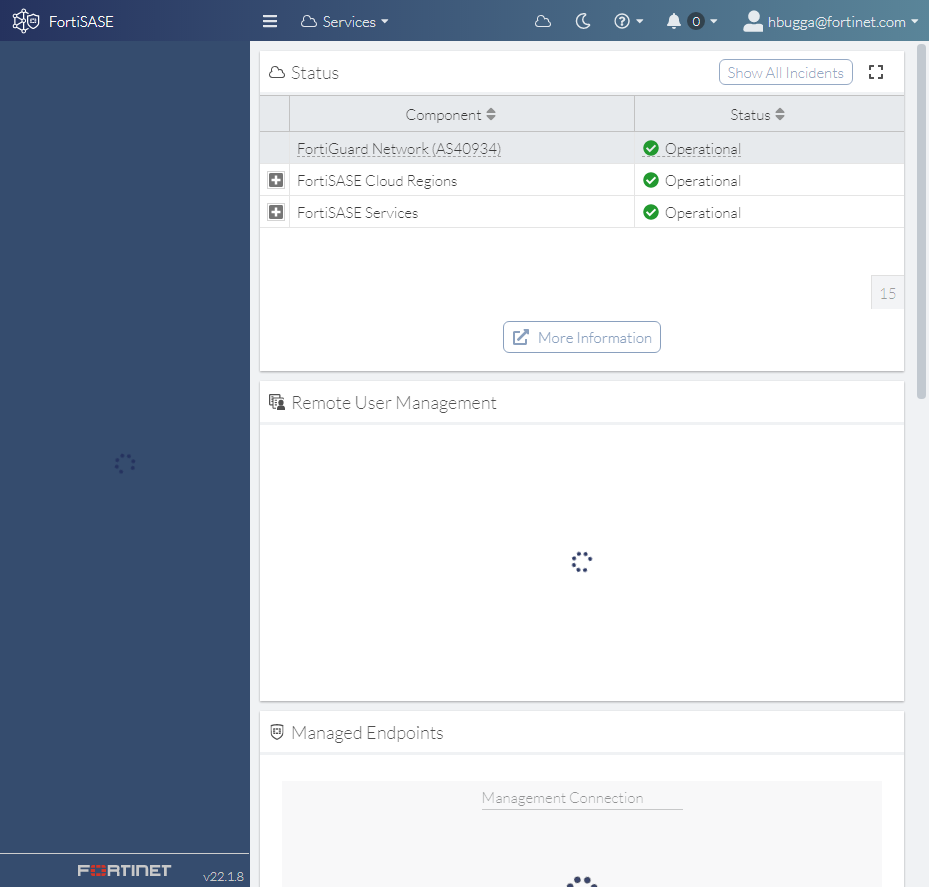 FortiSASE
Services
0
hbugga@fortinet.com
Status
Show All Incidents
Component
Status
FortiGuard Network (AS40934)
Operational
FortiSASE Cloud Regions
Operational
FortiSASE Services
Operational
15
More Information
Remote User Management
Managed Endpoints
Management Connection
FORTINET
v22.1.8